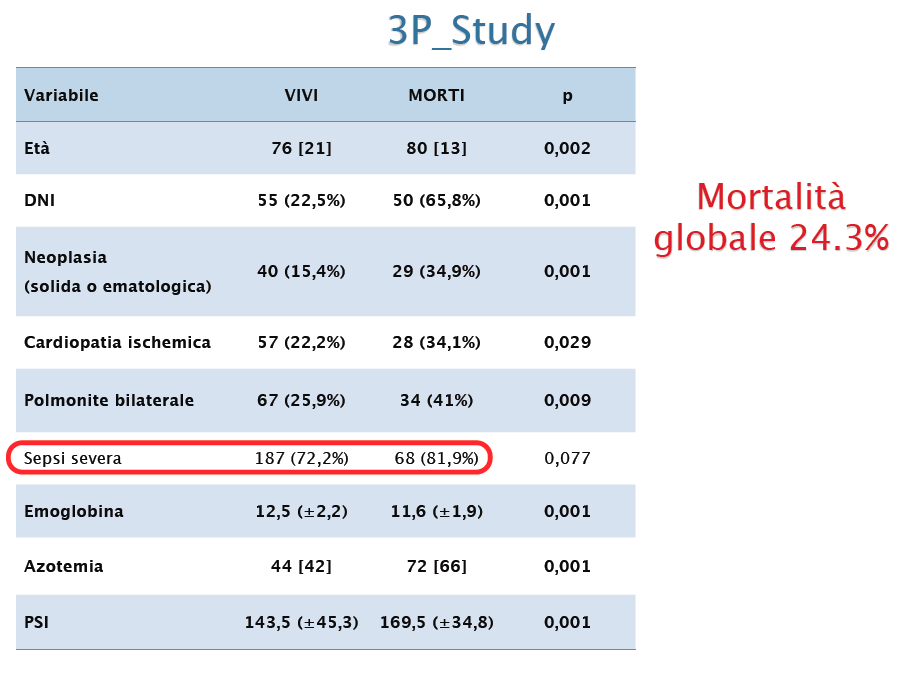 3P_Study
Variabile VIVI MORTI p
Età 76 [21] 80 [13] 0,002
DNI 55 (22,5%) 50 (65,8%) 0,001
Neoplasia
(solida o ematologica) 40 (15,4%) 29 (34,9%) 0,001
Cardiopatia ischemica 57 (22,2%) 28 (34,1%) 0,029
Polmonite bilaterale 67 (25,9%) 34 (41%) 0,009
Sepsi severa 187 (72,2%) 68 (81,9%) 0,077
Emoglobina 12,5 (±2,2) 11,6 (±1,9) 0,001
Azotemia 44 [42] 72 [66] 0,001
PSI 143,5 (±45,3) 169,5 (±34,8) 0,001
Mortalità
globale 24.3%